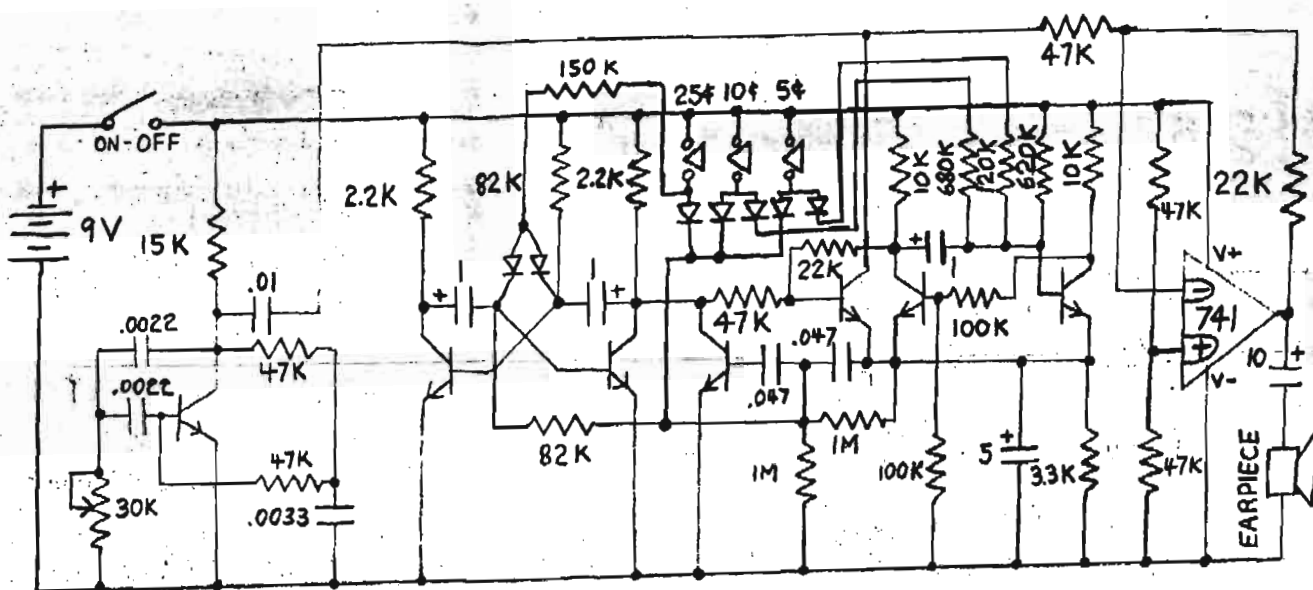 47K
150K
25¢ 10¢ 5¢
ON-OFF
+
9V
15K
2.2K
82K
2.2K
10K
680K
120K
620K
10K
47K
22K
V+
.01
.0022
+
1
1
+
22K
+
1
47K
100K
741
47K
.0022
.047
.047
V-
10
+
82K
1M
1M
47K
30K
.0033
100K
+
5
3.3K
47K
EARPIECE